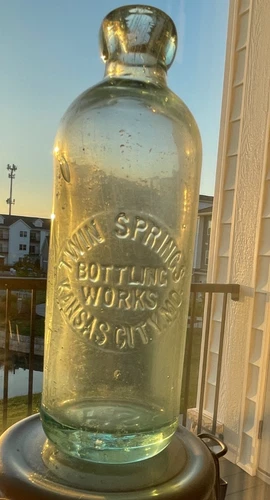 TWIN SPRINGS
BOTTLING
WORKS
KANSAS CITY. MO.